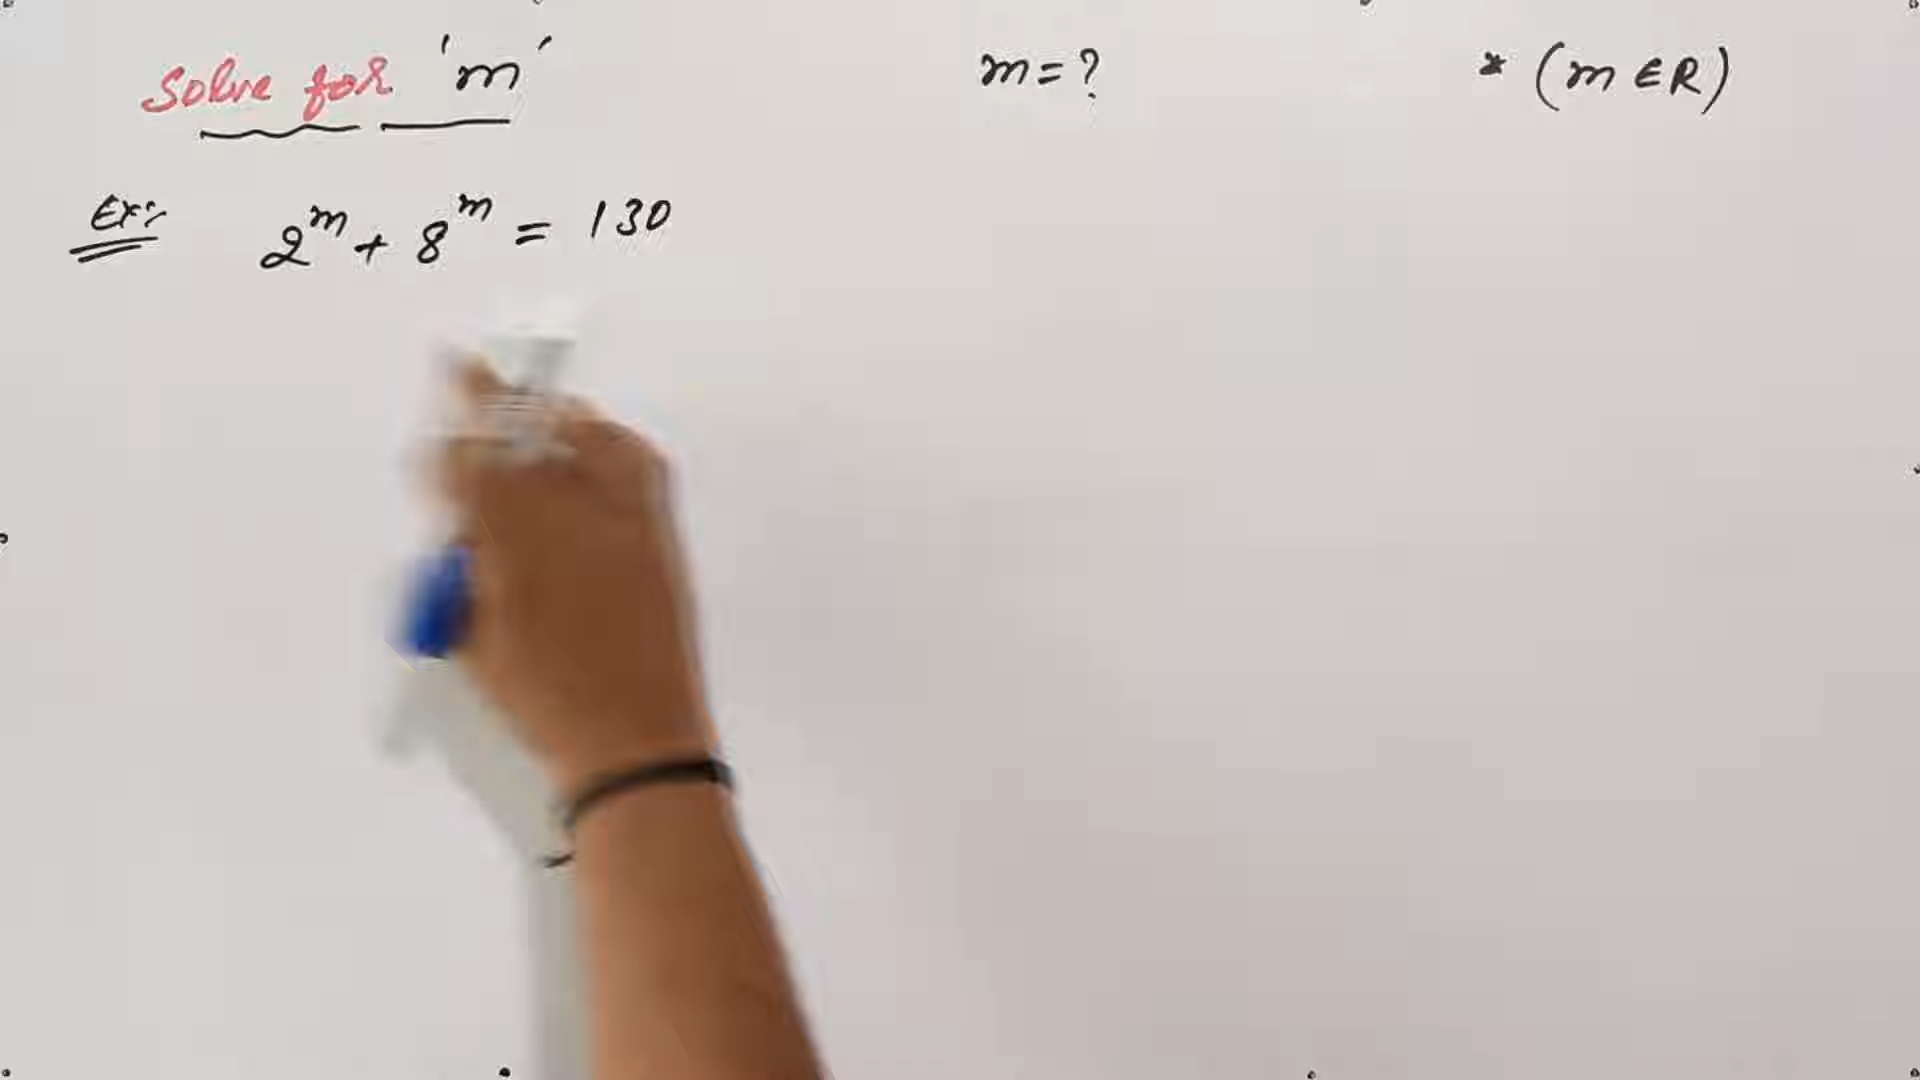 Solve for 'm' m = ? * (m ∈ R)
Ex:- 2^m + 8^m = 130